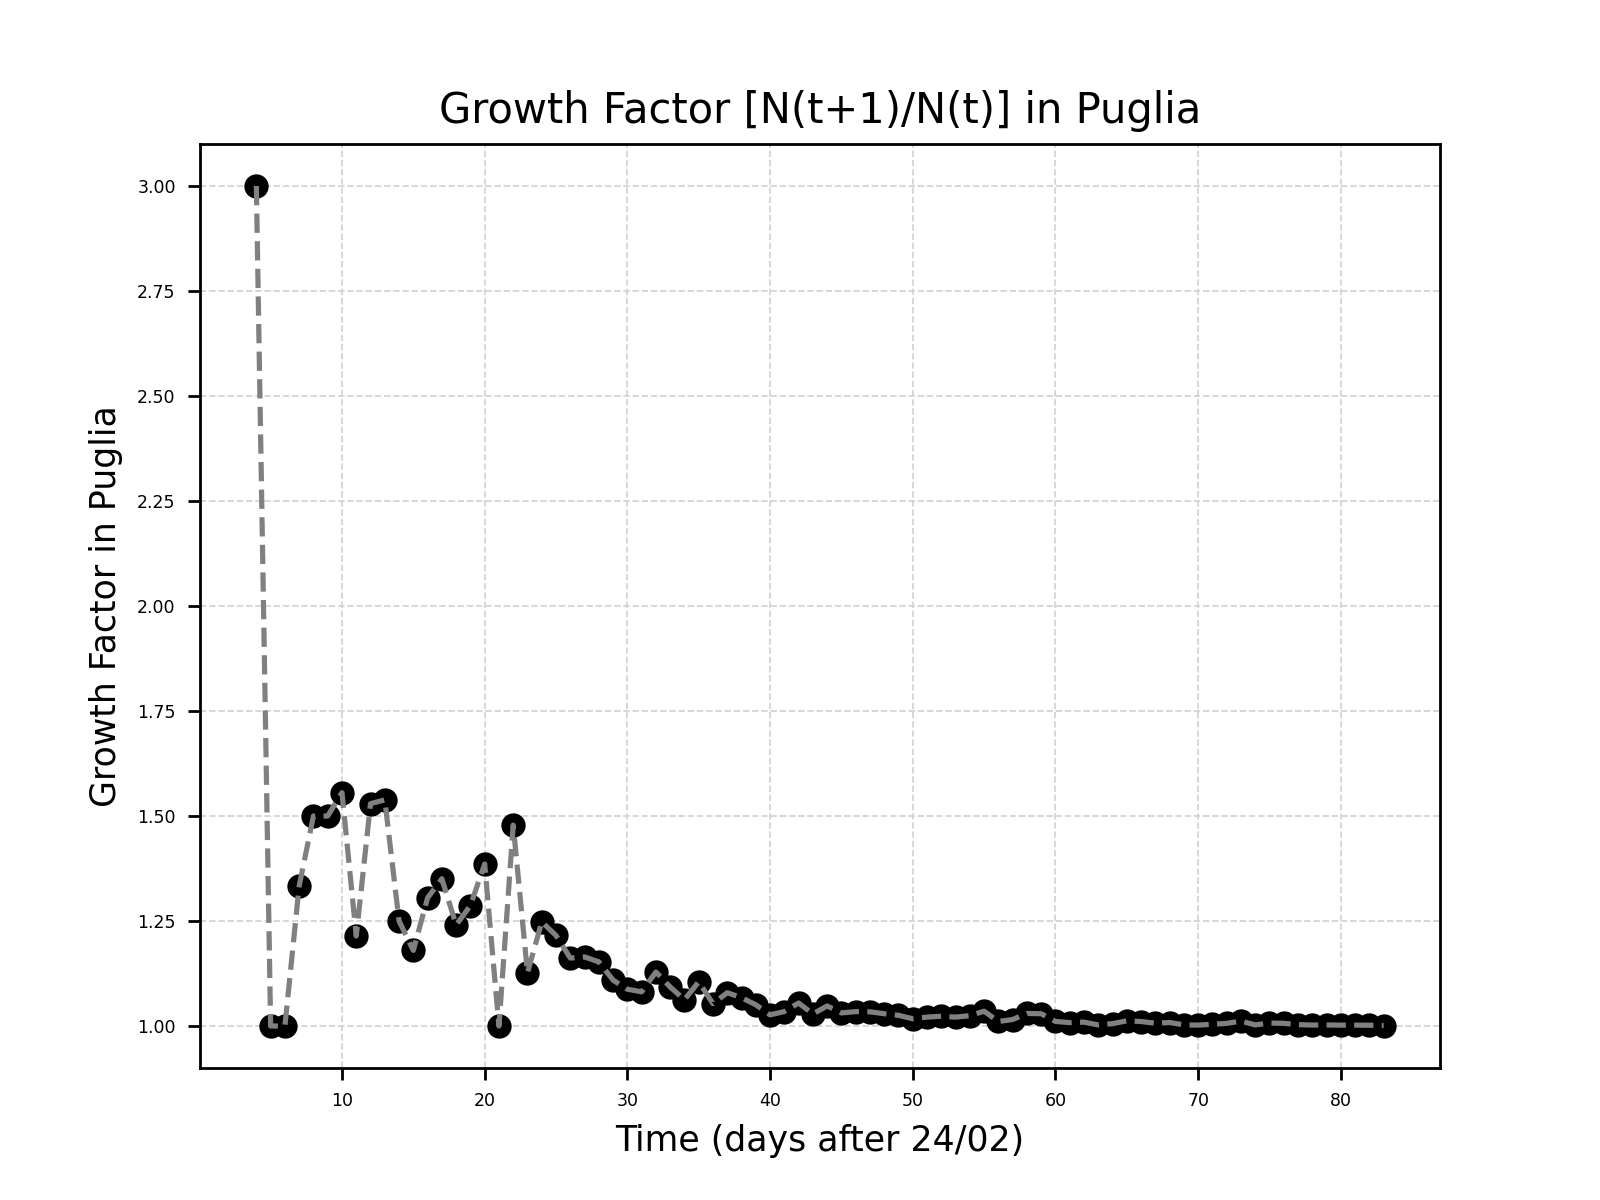 Growth Factor [N(t+1)/N(t)] in Puglia
Growth Factor in Puglia
3.00
2.75
2.50
2.25
2.00
1.75
1.50
1.25
1.00
10 20 30 40 50 60 70 80
Time (days after 24/02)